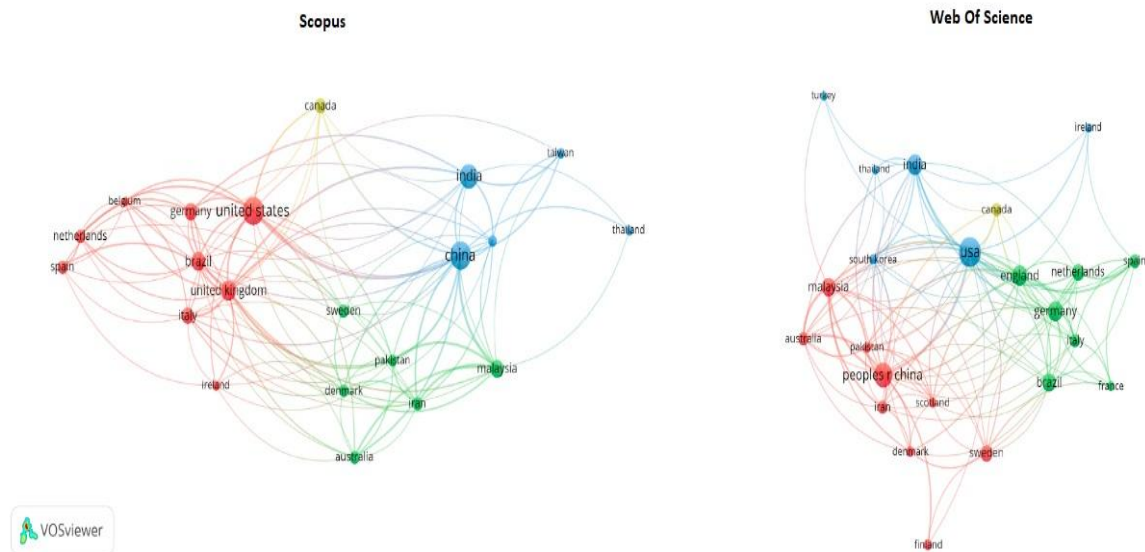 Scopus
Web Of Science
canada
india
taiwan
belgium
germany
united states
netherlands
brazil
spain
united kingdom
italy
china
thailand
sweden
pakistan
malaysia
ireland
denmark
iran
australia
turkey
ireland
thailand
india
canada
south korea
usa
england
netherlands
spain
malaysia
germany
australia
pakistan
italy
peoples r china
brazil
france
iran
scotland
denmark
sweden
finland
VOSviewer